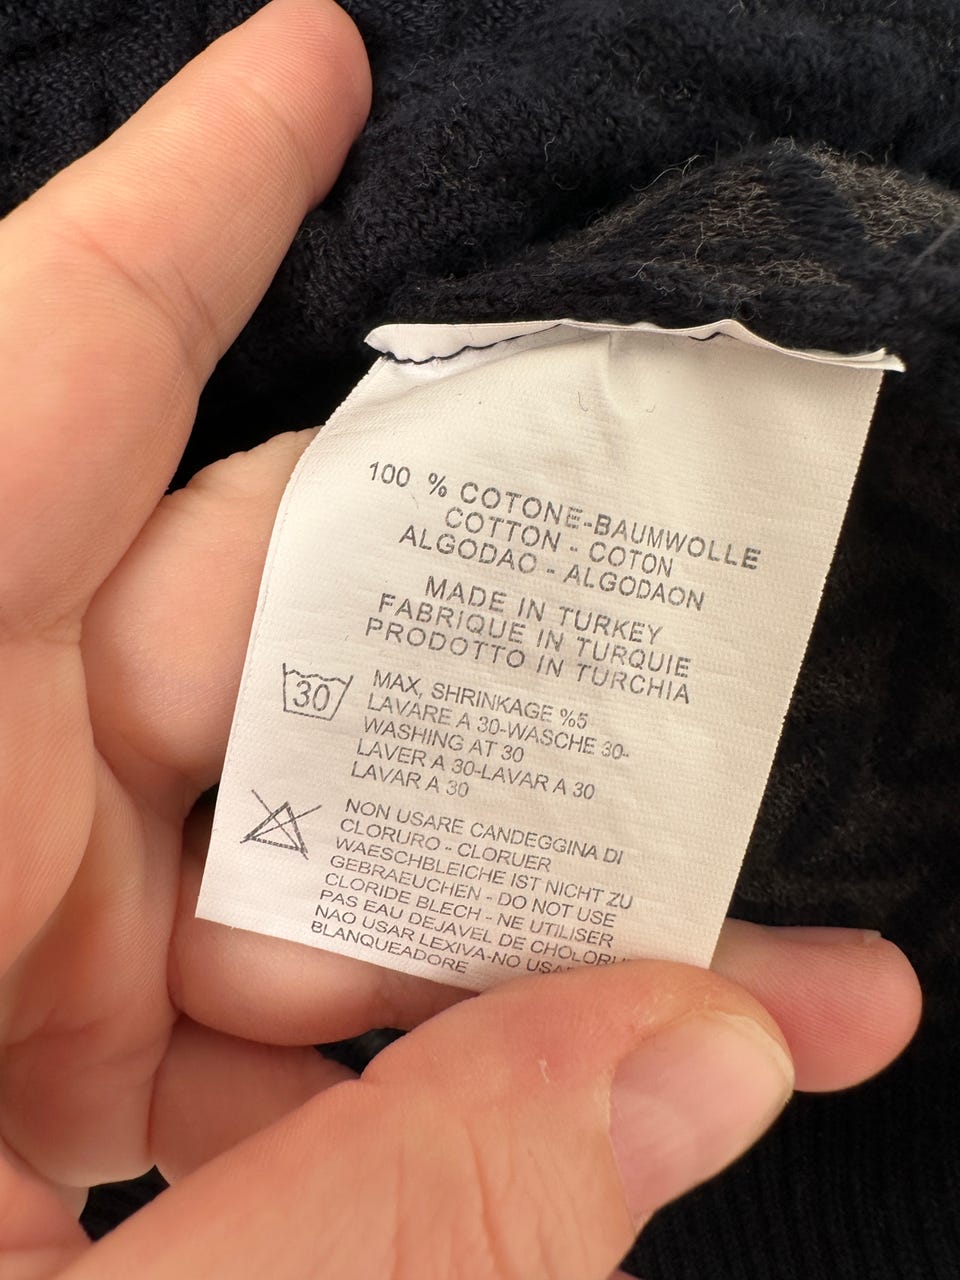 100 % COTONE-BAUMWOLLE
COTTON - COTON
ALGODAO - ALGODAON
MADE IN TURKEY
FABRIQUE IN TURQUIE
PRODOTTO IN TURCHIA
30
MAX, SHRINKAGE %5
LAVARE A 30-WASCHE 30-
WASHING AT 30
LAVER A 30-LAVAR A 30
LAVAR A 30
NON USARE CANDEGGINA DI
CLORURO - CLORUER
WAESCHBLEICHE IST NICHT ZU
GEBRAEUCHEN - DO NOT USE
CLORIDE BLECH - NE UTILISER
PAS EAU DEJAVEL DE CHOLORU
NAO USAR LEXIVA-NO
BLANQUEADORE